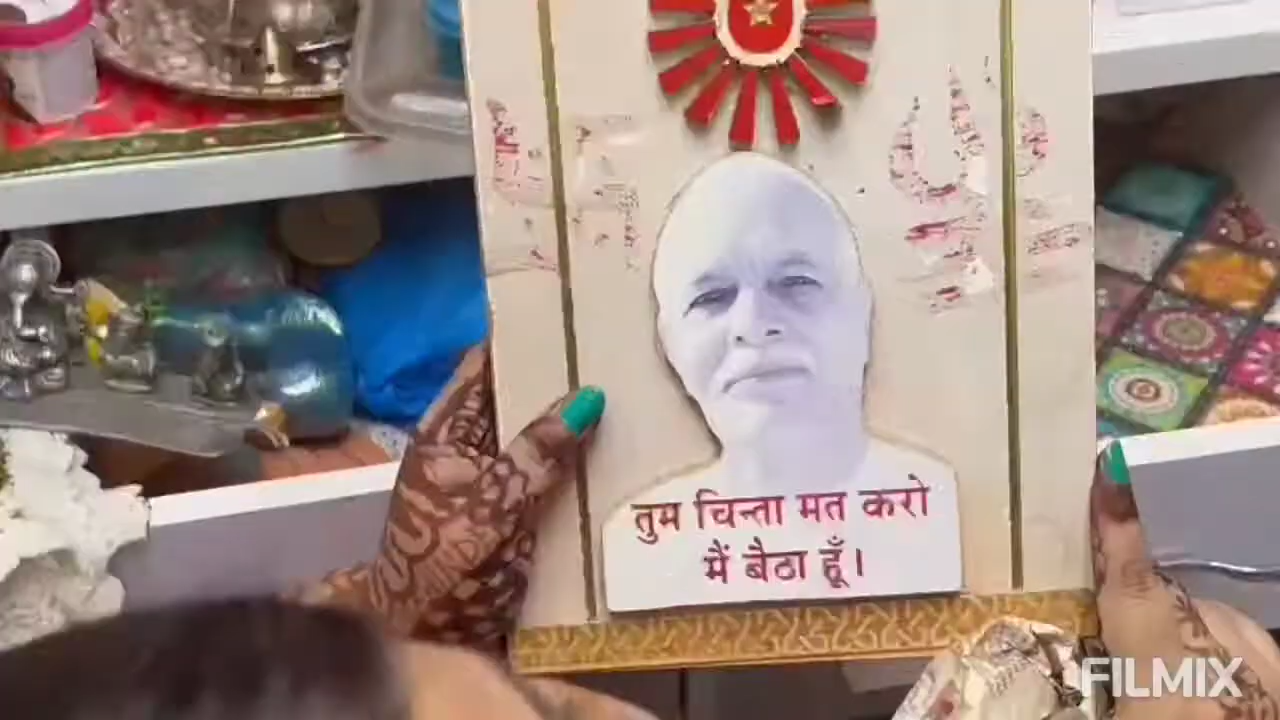 तुम चिन्ता मत करो
मैं बैठा हूँ।
FILMIX